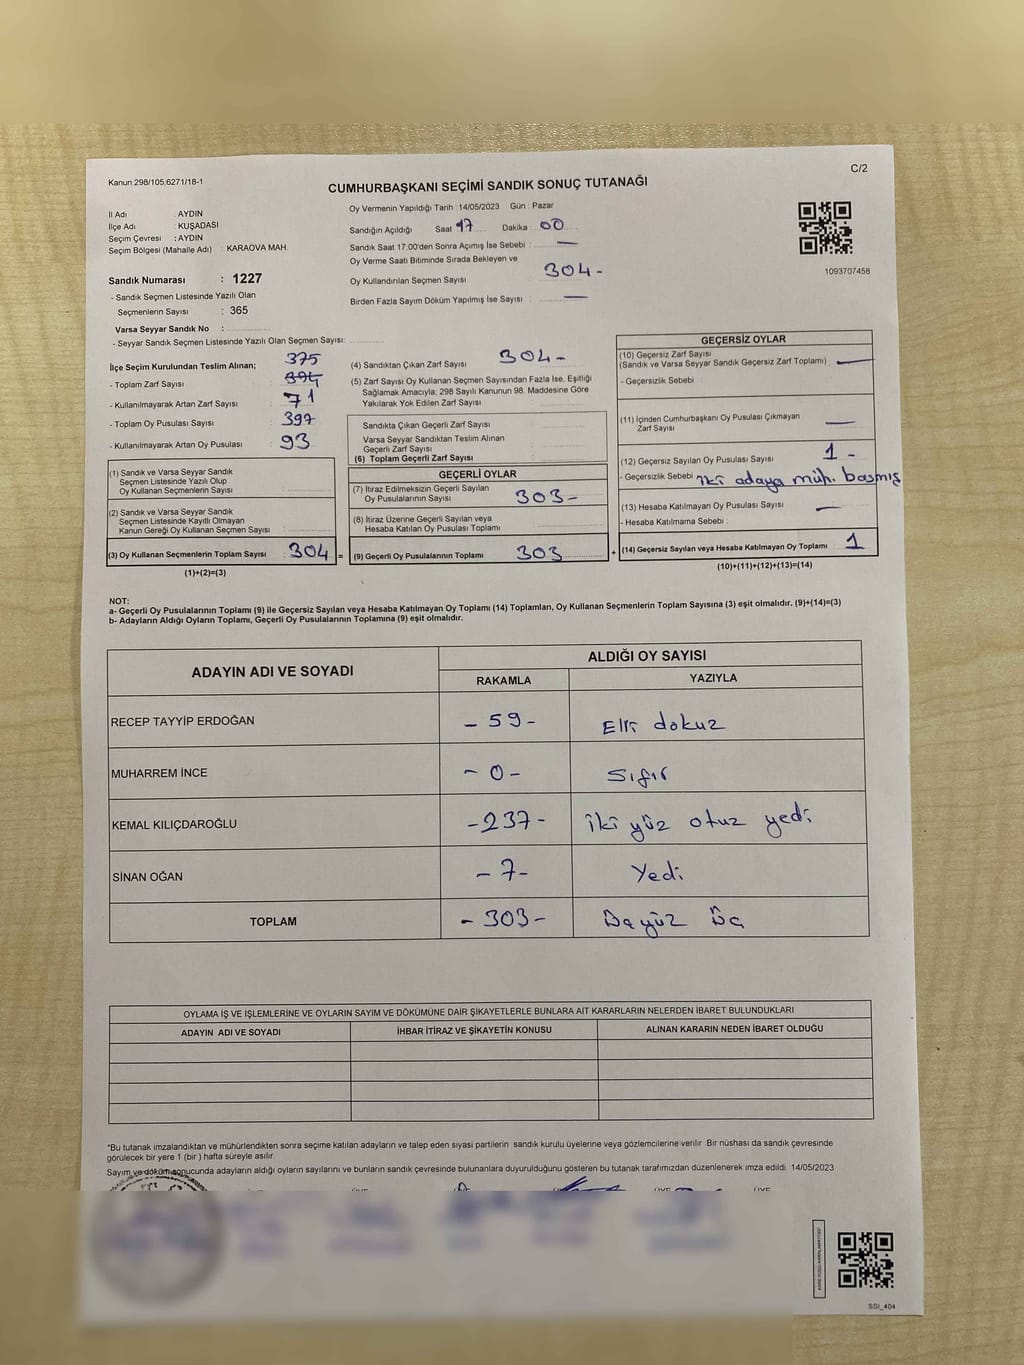 Kanun 298/105;6271/18-1
C/2
CUMHURBAŞKANI SEÇİMİ SANDIK SONUÇ TUTANAĞI
İl Adı : AYDIN
İlçe Adı : KUŞADASI
Seçim Çevresi : AYDIN
Seçim Bölgesi (Mahalle Adı) : KARAOVA MAH.
Sandık Numarası : 1227
- Sandık Seçmen Listesinde Yazılı Olan
Seçmenlerin Sayısı : 365
Varsa Seyyar Sandık No :
- Seyyar Sandık Seçmen Listesinde Yazılı Olan Seçmen Sayısı:
Oy Vermenin Yapıldığı Tarih : 14/05/2023 Gün : Pazar
Sandığın Açıldığı Saat 17 Dakika : 00
Sandık Saat 17:00'den Sonra Açımış İse Sebebi : —
Oy Verme Saati Bitiminde Sırada Bekleyen ve
Oy Kullandırılan Seçmen Sayısı 304-
Birden Fazla Sayım Döküm Yapılmış İse Sayısı : —
1093707458
İlçe Seçim Kurulundan Teslim Alınan; 375
- Toplam Zarf Sayısı : 394
- Kullanılmayarak Artan Zarf Sayısı : 71
- Toplam Oy Pusulası Sayısı : 397
- Kullanılmayarak Artan Oy Pusulası : 93
(1) Sandık ve Varsa Seyyar Sandık
Seçmen Listesinde Yazılı Olup
Oy Kullanan Seçmenlerin Sayısı
(2) Sandık ve Varsa Seyyar Sandık
Seçmen Listesinde Kayıtlı Olmayan
Kanun Gereği Oy Kullanan Seçmen Sayısı
(3) Oy Kullanan Seçmenlerin Toplam Sayısı : 304 =
(1)+(2)=(3)
(4) Sandıktan Çıkan Zarf Sayısı : 304-
(5) Zarf Sayısı Oy Kullanan Seçmen Sayısından Fazla İse, Eşitliği
Sağlamak Amacıyla, 298 Sayılı Kanunun 98. Maddesine Göre
Yakılarak Yok Edilen Zarf Sayısı
Sandıkta Çıkan Geçerli Zarf Sayısı :
Varsa Seyyar Sandıktan Teslim Alınan
Geçerli Zarf Sayısı :
(6) Toplam Geçerli Zarf Sayısı
GEÇERLİ OYLAR
(7) İtiraz Edilmeksizin Geçerli Sayılan
Oy Pusulalarının Sayısı : 303-
(8) İtiraz Üzerine Geçerli Sayılan veya
Hesaba Katılan Oy Pusulası Toplamı
(9) Geçerli Oy Pusulalarının Toplamı : 303 +
GEÇERSİZ OYLAR
(10) Geçersiz Zarf Sayısı
(Sandık ve Varsa Seyyar Sandık Geçersiz Zarf Toplamı) : —
- Geçersizlik Sebebi :
(11) İçinden Cumhurbaşkanı Oy Pusulası Çıkmayan
Zarf Sayısı —
(12) Geçersiz Sayılan Oy Pusulası Sayısı 1 -
- Geçersizlik Sebebi iki adaya müh. basmış
(13) Hesaba Katılmayan Oy Pusulası Sayısı —
- Hesaba Katılmama Sebebi :
(14) Geçersiz Sayılan veya Hesaba Katılmayan Oy Toplamı : 1
(10)+(11)+(12)+(13)=(14)
NOT:
a- Geçerli Oy Pusulalarının Toplamı (9) ile Geçersiz Sayılan veya Hesaba Katılmayan Oy Toplamı (14) Toplamları, Oy Kullanan Seçmenlerin Toplam Sayısına (3) eşit olmalıdır. (9)+(14)=(3)
b- Adayların Aldığı Oyların Toplamı, Geçerli Oy Pusulalarının Toplamına (9) eşit olmalıdır.
ADAYIN ADI VE SOYADI ALDIĞI OY SAYISI
RAKAMLA YAZIYLA
RECEP TAYYİP ERDOĞAN - 59 - Elli dokuz
MUHARREM İNCE - 0 - Sıfır
KEMAL KILIÇDAROĞLU -237- iki yüz otuz yedi
SİNAN OĞAN - 7 - Yedi
TOPLAM - 303 - Üçyüz Üç
OYLAMA İŞ VE İŞLEMLERİNE VE OYLARIN SAYIM VE DÖKÜMÜNE DAİR ŞİKAYETLERLE BUNLARA AİT KARARLARIN NELERDEN İBARET BULUNDUKLARI
ADAYIN ADI VE SOYADI İHBAR İTİRAZ VE ŞİKAYETİN KONUSU ALINAN KARARIN NEDEN İBARET OLDUĞU
*Bu tutanak imzalandıktan ve mühürlendikten sonra seçime katılan adayların ve talep eden siyasi partilerin sandık kurulu üyelerine veya gözlemcilerine verilir. Bir nüshası da sandık çevresinde
görülecek bir yere 1 (bir ) hafta süreyle asılır.
Sayım ve döküm sonucunda adayların aldığı oyların sayılarını ve bunların sandık çevresinde bulunanlara duyurulduğunu gösteren bu tutanak tarafımızdan düzenlenerek imza edildi 14/05/2023
SSI_404